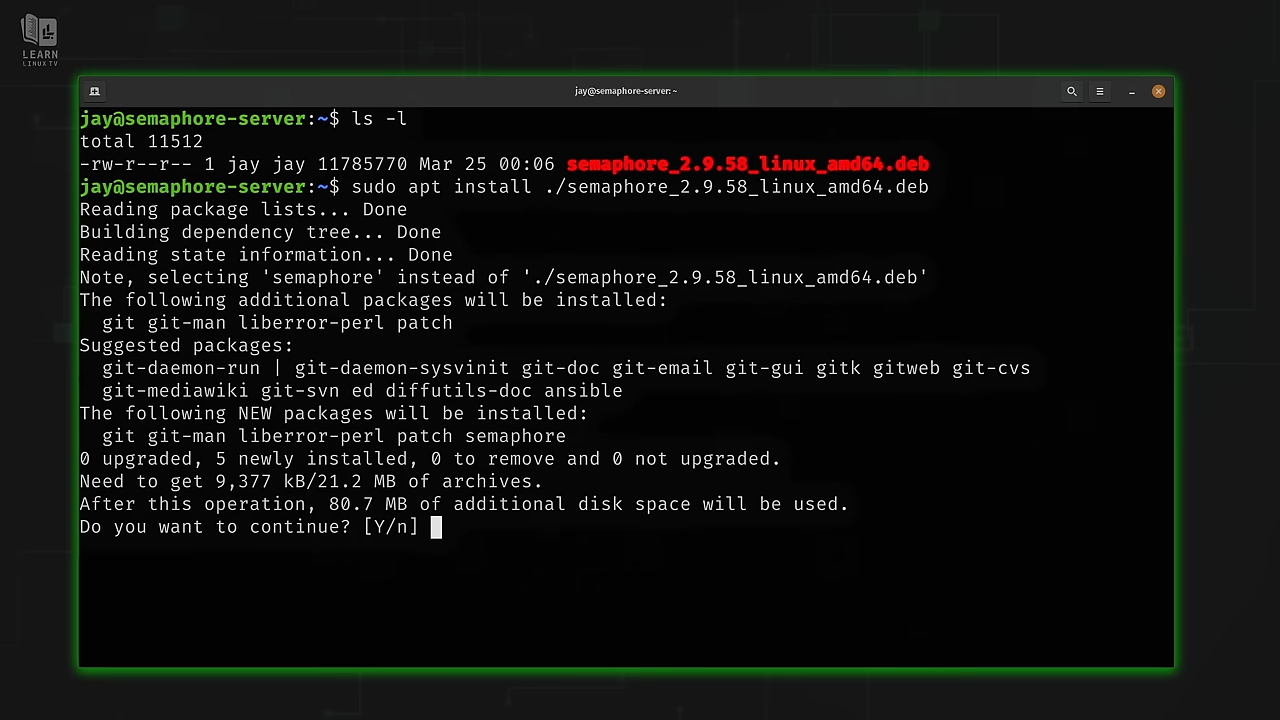 LEARN
LINUX TV
jay@semaphore-server:~
jay@semaphore-server:~$ ls -l
total 11512
-rw-r--r-- 1 jay jay 11785770 Mar 25 00:06 semaphore_2.9.58_linux_amd64.deb
jay@semaphore-server:~$ sudo apt install ./semaphore_2.9.58_linux_amd64.deb
Reading package lists... Done
Building dependency tree... Done
Reading state information... Done
Note, selecting 'semaphore' instead of './semaphore_2.9.58_linux_amd64.deb'
The following additional packages will be installed:
  git git-man liberror-perl patch
Suggested packages:
  git-daemon-run | git-daemon-sysvinit git-doc git-email git-gui gitk gitweb git-cvs
  git-mediawiki git-svn ed diffutils-doc ansible
The following NEW packages will be installed:
  git git-man liberror-perl patch semaphore
0 upgraded, 5 newly installed, 0 to remove and 0 not upgraded.
Need to get 9,377 kB/21.2 MB of archives.
After this operation, 80.7 MB of additional disk space will be used.
Do you want to continue? [Y/n]